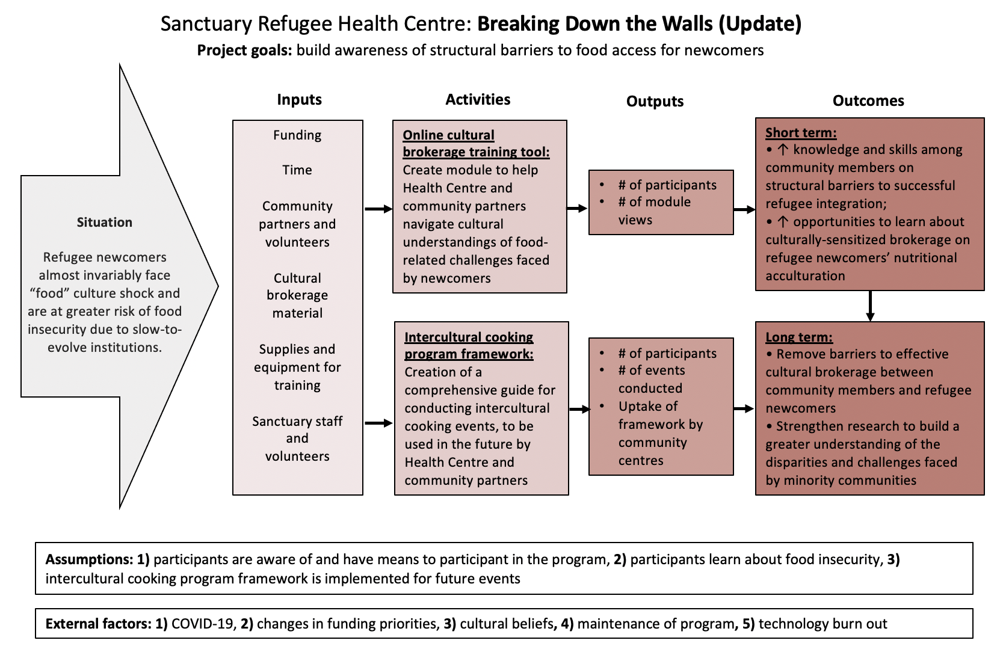 Sanctuary Refugee Health Centre: Breaking Down the Walls (Update)
Project goals: build awareness of structural barriers to food access for newcomers
Situation
Refugee newcomers
almost invariably face
“food” culture shock and
are at greater risk of food
insecurity due to slow-to-
evolve institutions.
Inputs
Funding
Time
Community
partners and
volunteers
Cultural
brokerage
material
Supplies and
equipment for
training
Sanctuary staff
and
volunteers
Activities
Online cultural
brokerage training tool:
Create module to help
Health Centre and
community partners
navigate cultural
understandings of food-
related challenges faced
by newcomers
Intercultural cooking
program framework:
Creation of a
comprehensive guide for
conducting intercultural
cooking events, to be
used in the future by
Health Centre and
community partners
Outputs
• # of participants
• # of module
views
• # of participants
• # of events
conducted
• Uptake of
framework by
community
centres
Outcomes
Short term:
• ↑ knowledge and skills among
community members on
structural barriers to successful
refugee integration;
• ↑ opportunities to learn about
culturally-sensitized brokerage on
refugee newcomers’ nutritional
acculturation
Long term:
• Remove barriers to effective
cultural brokerage between
community members and refugee
newcomers
• Strengthen research to build a
greater understanding of the
disparities and challenges faced
by minority communities
Assumptions: 1) participants are aware of and have means to participant in the program, 2) participants learn about food insecurity, 3)
intercultural cooking program framework is implemented for future events
External factors: 1) COVID-19, 2) changes in funding priorities, 3) cultural beliefs, 4) maintenance of program, 5) technology burn out